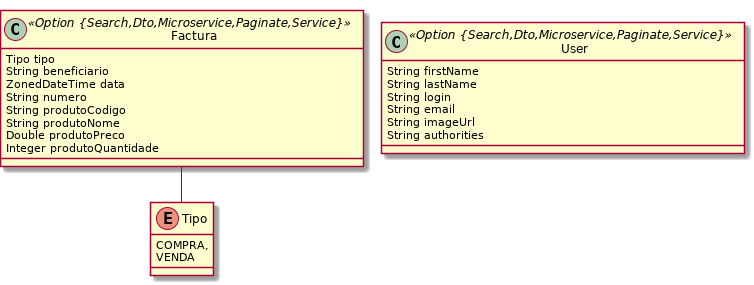 C «Option {Search,Dto,Microservice,Paginate,Service}»
Factura
Tipo tipo
String beneficiario
ZonedDateTime data
String numero
String produtoCodigo
String produtoNome
Double produtoPreco
Integer produtoQuantidade
C «Option {Search,Dto,Microservice,Paginate,Service}»
User
String firstName
String lastName
String login
String email
String imageUrl
String authorities
E Tipo
COMPRA,
VENDA